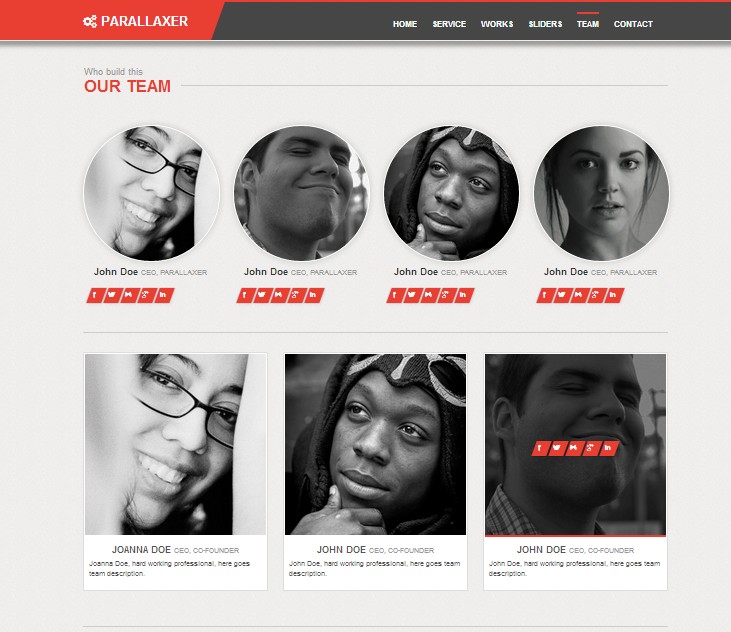 PARALLAXER
HOME SERVICE WORKS SLIDERS TEAM CONTACT
Who build this
OUR TEAM
John Doe CEO, PARALLAXER
John Doe CEO, PARALLAXER
John Doe CEO, PARALLAXER
John Doe CEO, PARALLAXER
JOANNA DOE CEO, CO-FOUNDER
Joanna Doe, hard working professional, here goes
team description.
JOHN DOE CEO, CO-FOUNDER
John Doe, hard working professional, here goes team
description.
JOHN DOE CEO, CO-FOUNDER
John Doe, hard working professional, here goes team
description.